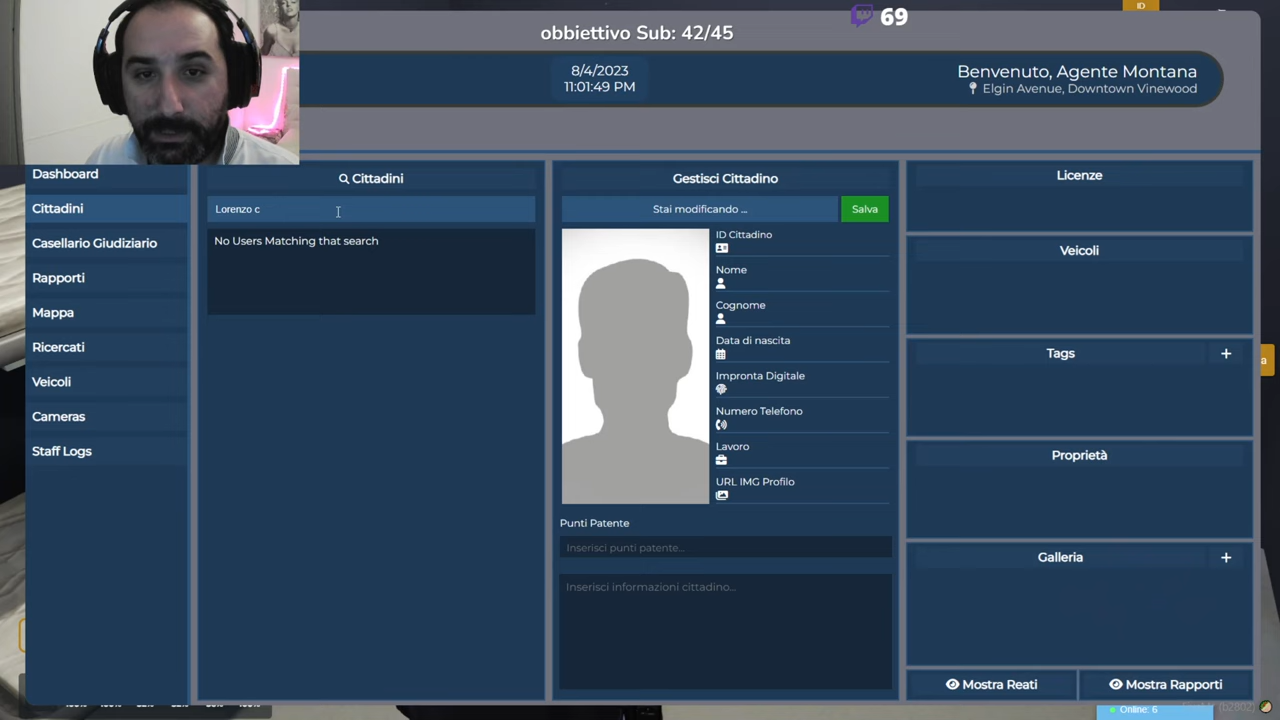 ID
obbiettivo Sub: 42/45
69
8/4/2023
11:01:49 PM
Benvenuto, Agente Montana
Elgin Avenue, Downtown Vinewood
Dashboard
Cittadini
Casellario Giudiziario
Rapporti
Mappa
Ricercati
Veicoli
Cameras
Staff Logs
Cittadini
Lorenzo c
No Users Matching that search
Gestisci Cittadino
Stai modificando ...
Salva
ID Cittadino
Nome
Cognome
Data di nascita
Impronta Digitale
Numero Telefono
Lavoro
URL IMG Profilo
Punti Patente
Inserisci punti patente...
Inserisci informazioni cittadino...
Licenze
Veicoli
Tags
+
Proprietà
Galleria
+
Mostra Reati
Mostra Rapporti
Online: 6
(b2802)